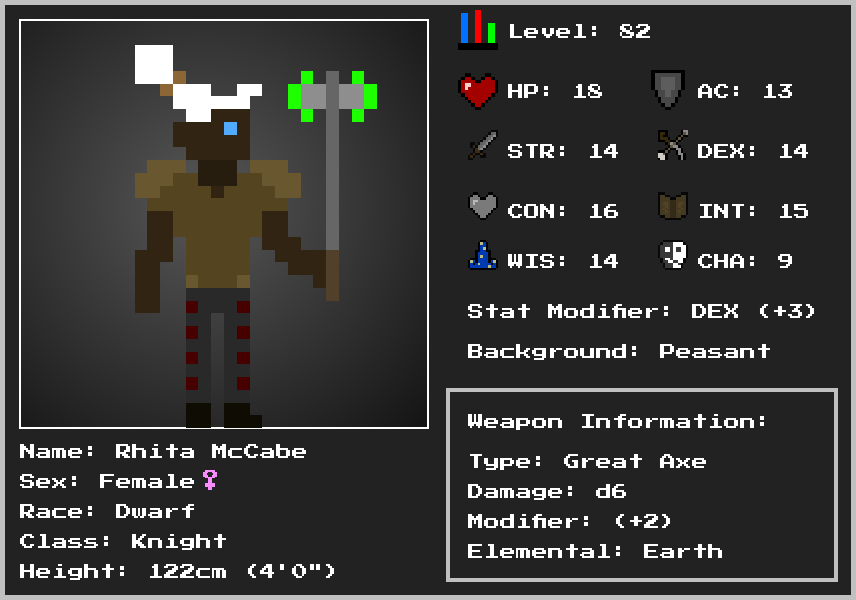 Level: 82
HP: 18
AC: 13
STR: 14
DEX: 14
CON: 16
INT: 15
WIS: 14
CHA: 9
Stat Modifier: DEX (+3)
Background: Peasant
Weapon Information:
Type: Great Axe
Damage: d6
Modifier: (+2)
Elemental: Earth
Name: Rhita McCabe
Sex: Female♀
Race: Dwarf
Class: Knight
Height: 122cm (4'0")